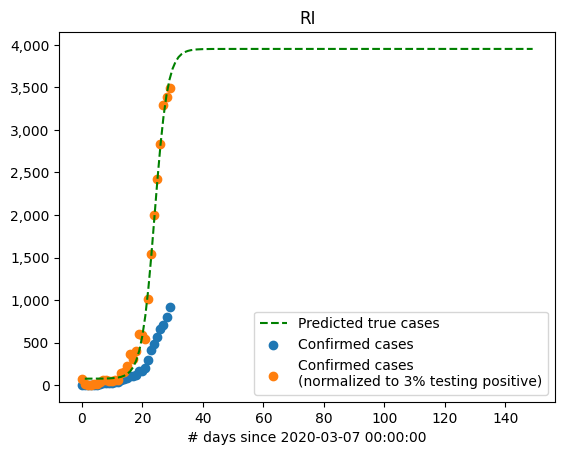 RI
4,000
3,500
3,000
2,500
2,000
1,500
1,000
500
0
0 20 40 60 80 100 120 140
# days since 2020-03-07 00:00:00
Predicted true cases
Confirmed cases
Confirmed cases
(normalized to 3% testing positive)